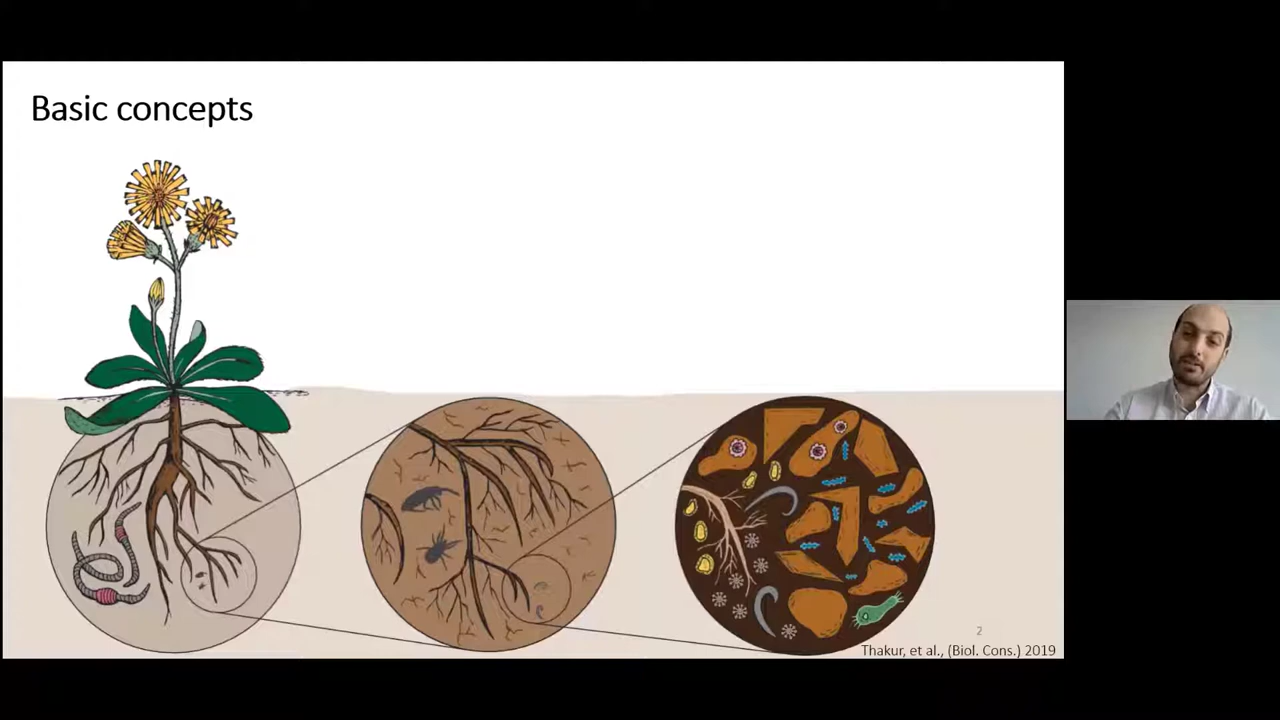 Basic concepts
2
Thakur, et al., (Biol. Cons.) 2019